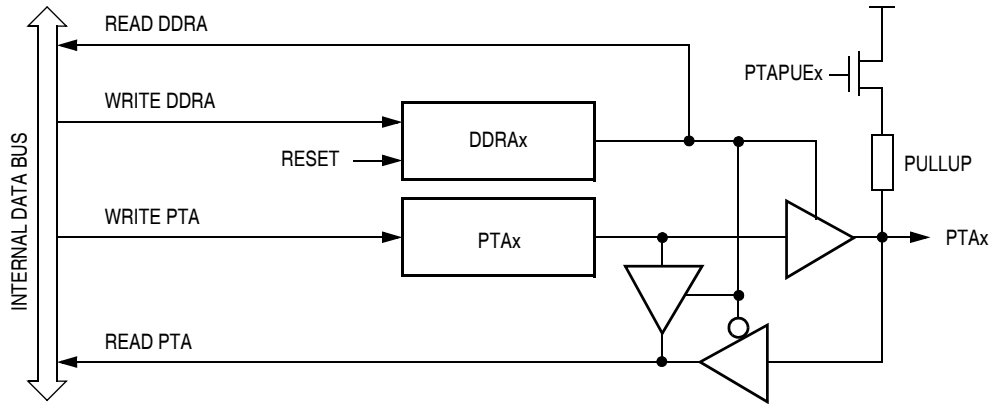 READ DDRA
PTAPUEx
WRITE DDRA
DDRAx
RESET
PULLUP
WRITE PTA
PTAx
PTAx
READ PTA
INTERNAL DATA BUS